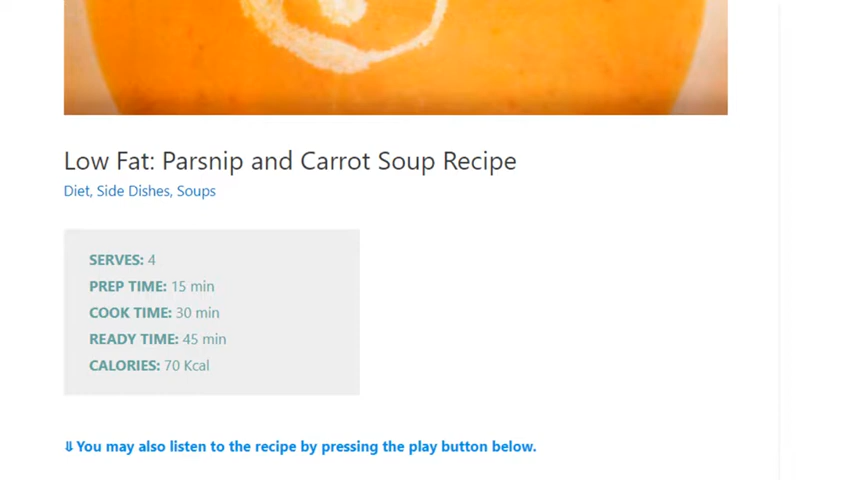 Low Fat: Parsnip and Carrot Soup Recipe
Diet, Side Dishes, Soups
SERVES: 4
PREP TIME: 15 min
COOK TIME: 30 min
READY TIME: 45 min
CALORIES: 70 Kcal
⇓ You may also listen to the recipe by pressing the play button below.